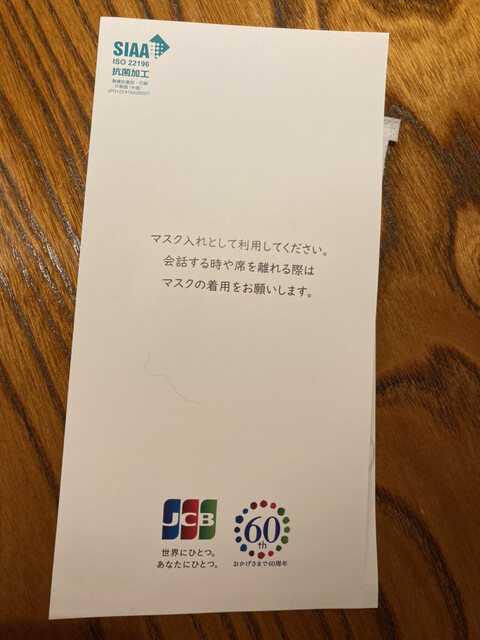 SIAA
ISO 22196
抗菌加工
JP0122419A0002T
マスク入れとして利用してください。
会話する時や席を離れる際は
マスクの着用をお願いします。
JCB
60
th
世界にひとつ。
あなたにひとつ。
おかげさまで60周年